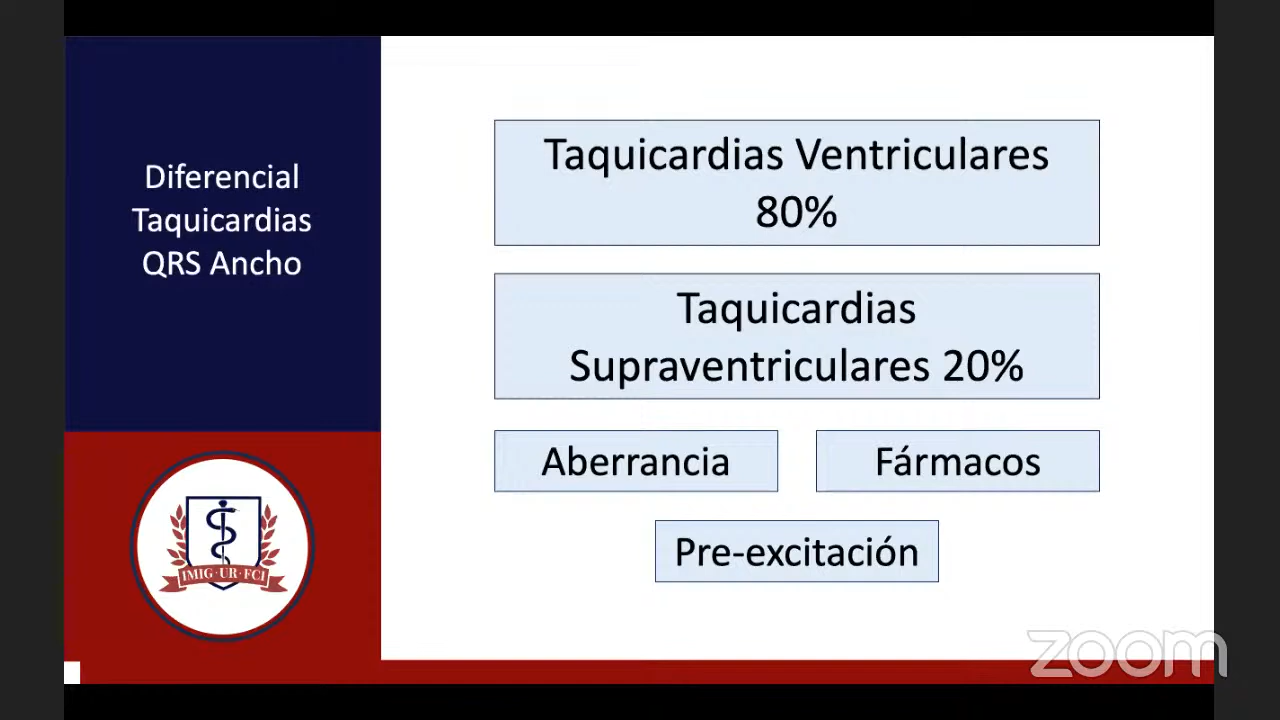 Diferencial
Taquicardias
QRS Ancho
Taquicardias Ventriculares
80%
Taquicardias
Supraventriculares 20%
Aberrancia
Fármacos
Pre-excitación
IMIG·UR·FCI
zoom